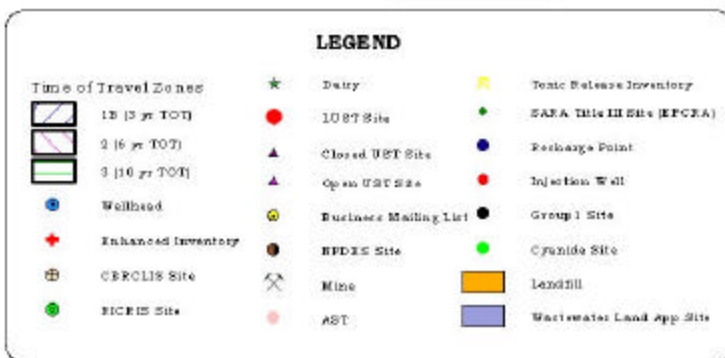 LEGEND
Time of Travel Zones
1B (3 yr TOT)
2 (6 yr TOT)
3 (10 yr TOT)
Wellhead
Enhanced Inventory
CERCLIS Site
RICRIS Site
Dairy
LUST Site
Closed UST Site
Open UST Site
Business Mailing List
NPDES Site
Mine
AST
Toxic Release Inventory
SARA Title III Site (EPCRA)
Recharge Point
Injection Well
Group 1 Site
Cyanide Site
Landfill
Wastewater Land App Site